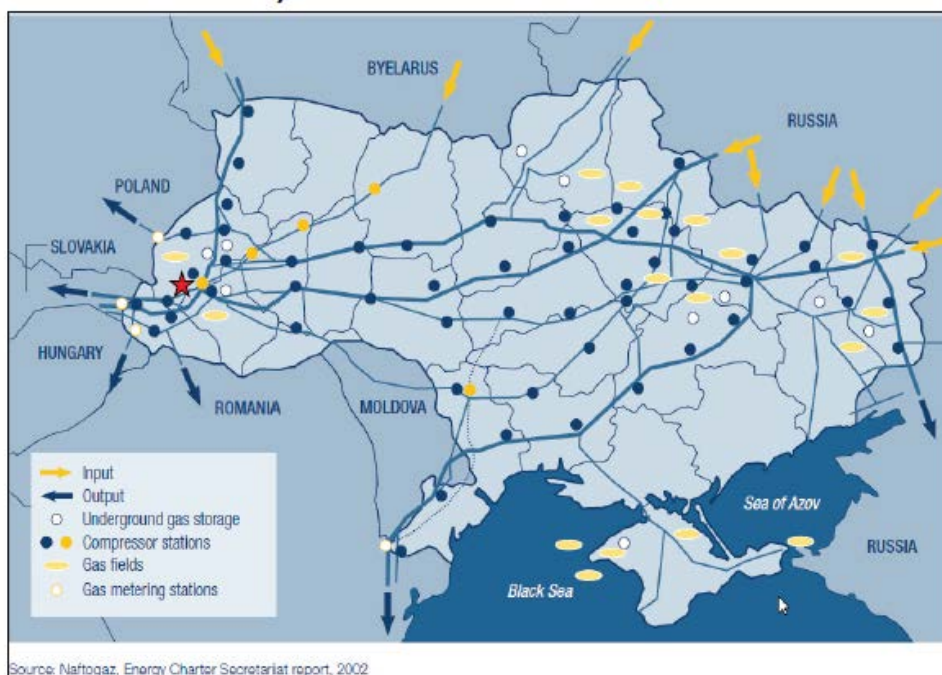 BYELARUS
RUSSIA
POLAND
SLOVAKIA
HUNGARY
ROMANIA
MOLDOVA
Sea of Azov
RUSSIA
Black Sea
Input
Output
Underground gas storage
Compressor stations
Gas fields
Gas metering stations
Source: Naftogaz, Energy Charter Secretariat report, 2002